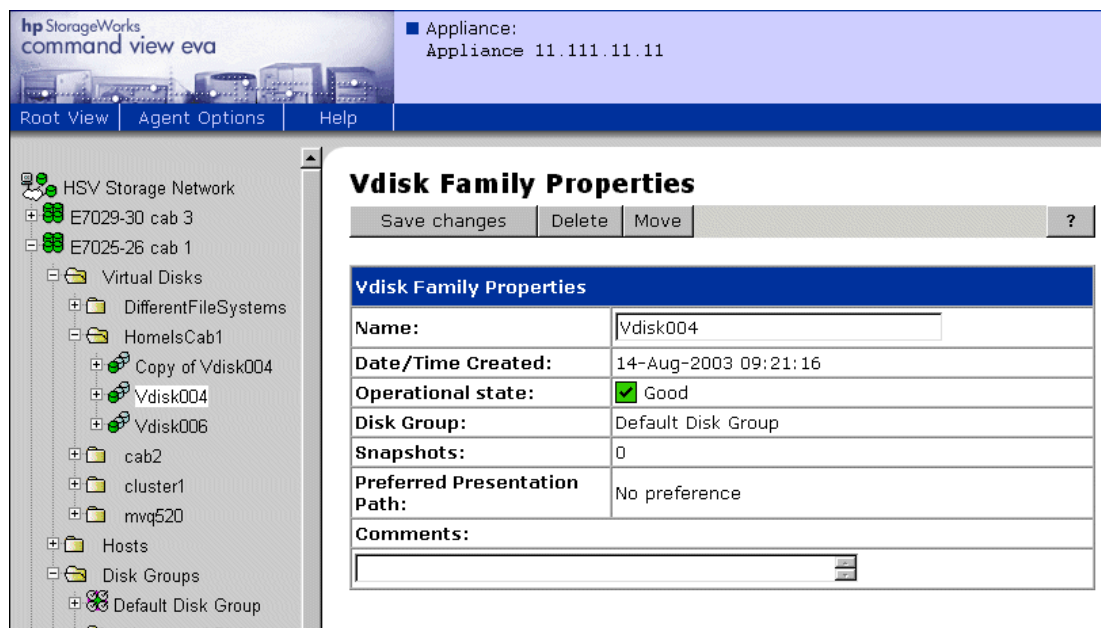 hp StorageWorks
command view eva
Appliance:
Appliance 11.111.11.11
Root View Agent Options Help
HSV Storage Network
E7029-30 cab 3
E7025-26 cab 1
Virtual Disks
DifferentFileSystems
HomeIsCab1
Copy of Vdisk004
Vdisk004
Vdisk006
cab2
cluster1
mvq520
Hosts
Disk Groups
Default Disk Group
Vdisk Family Properties
Save changes Delete Move ?
Vdisk Family Properties
Name: Vdisk004
Date/Time Created: 14-Aug-2003 09:21:16
Operational state: Good
Disk Group: Default Disk Group
Snapshots: 0
Preferred Presentation
Path: No preference
Comments: